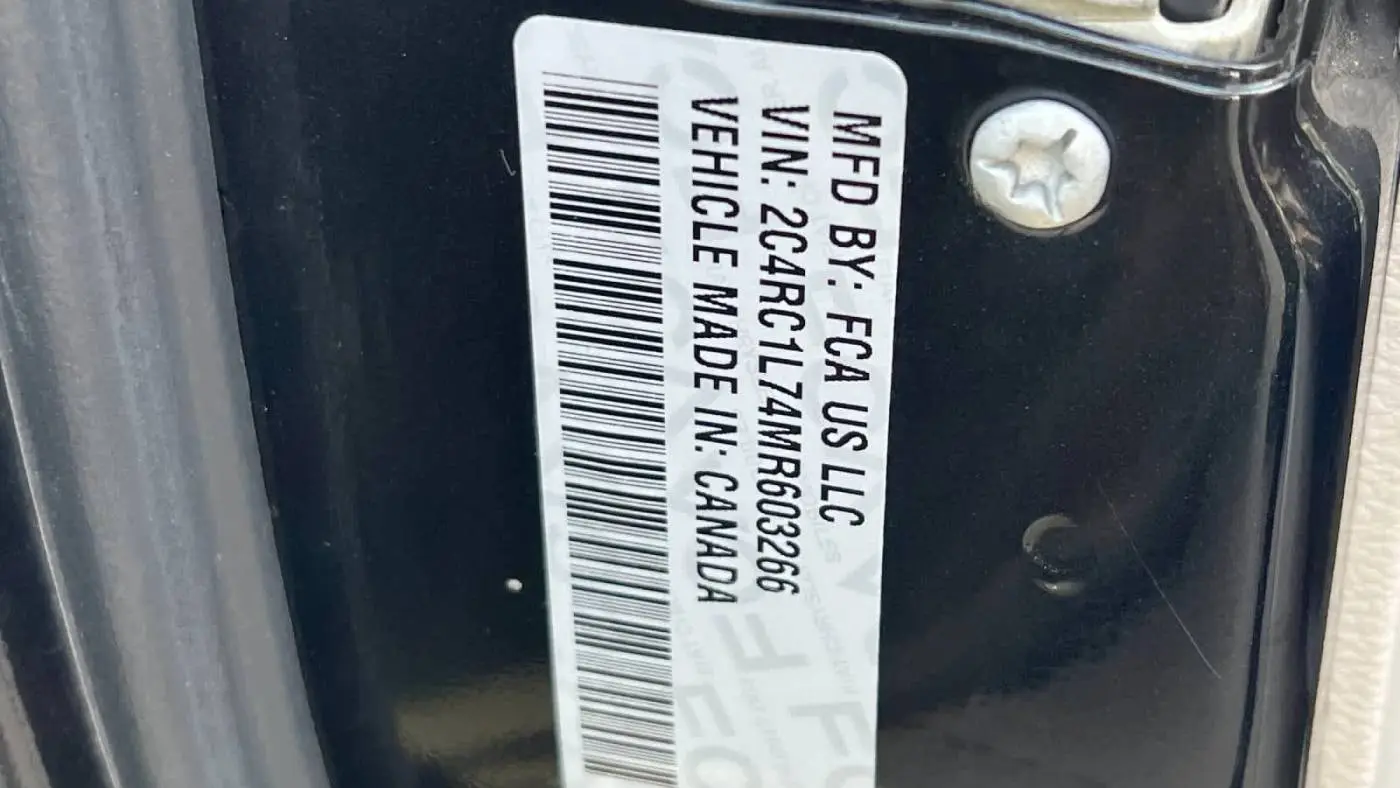 MFD BY: FCA US LLC
VIN: 2C4RC1L74MR603266
VEHICLE MADE IN: CANADA